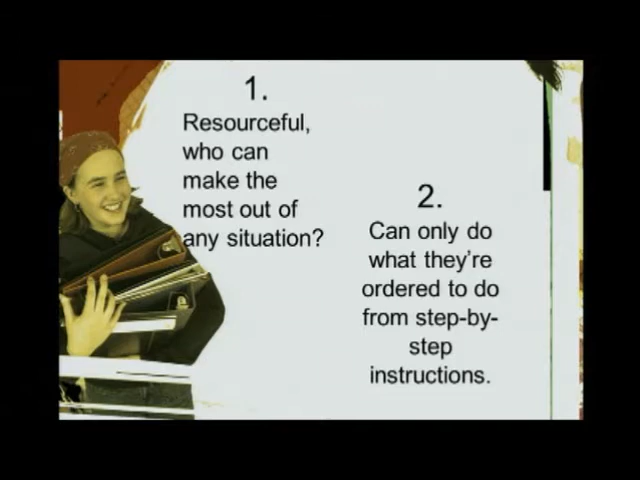 1.
Resourceful,
who can
make the
most out of
any situation?
2.
Can only do
what they're
ordered to do
from step-by-
step
instructions.